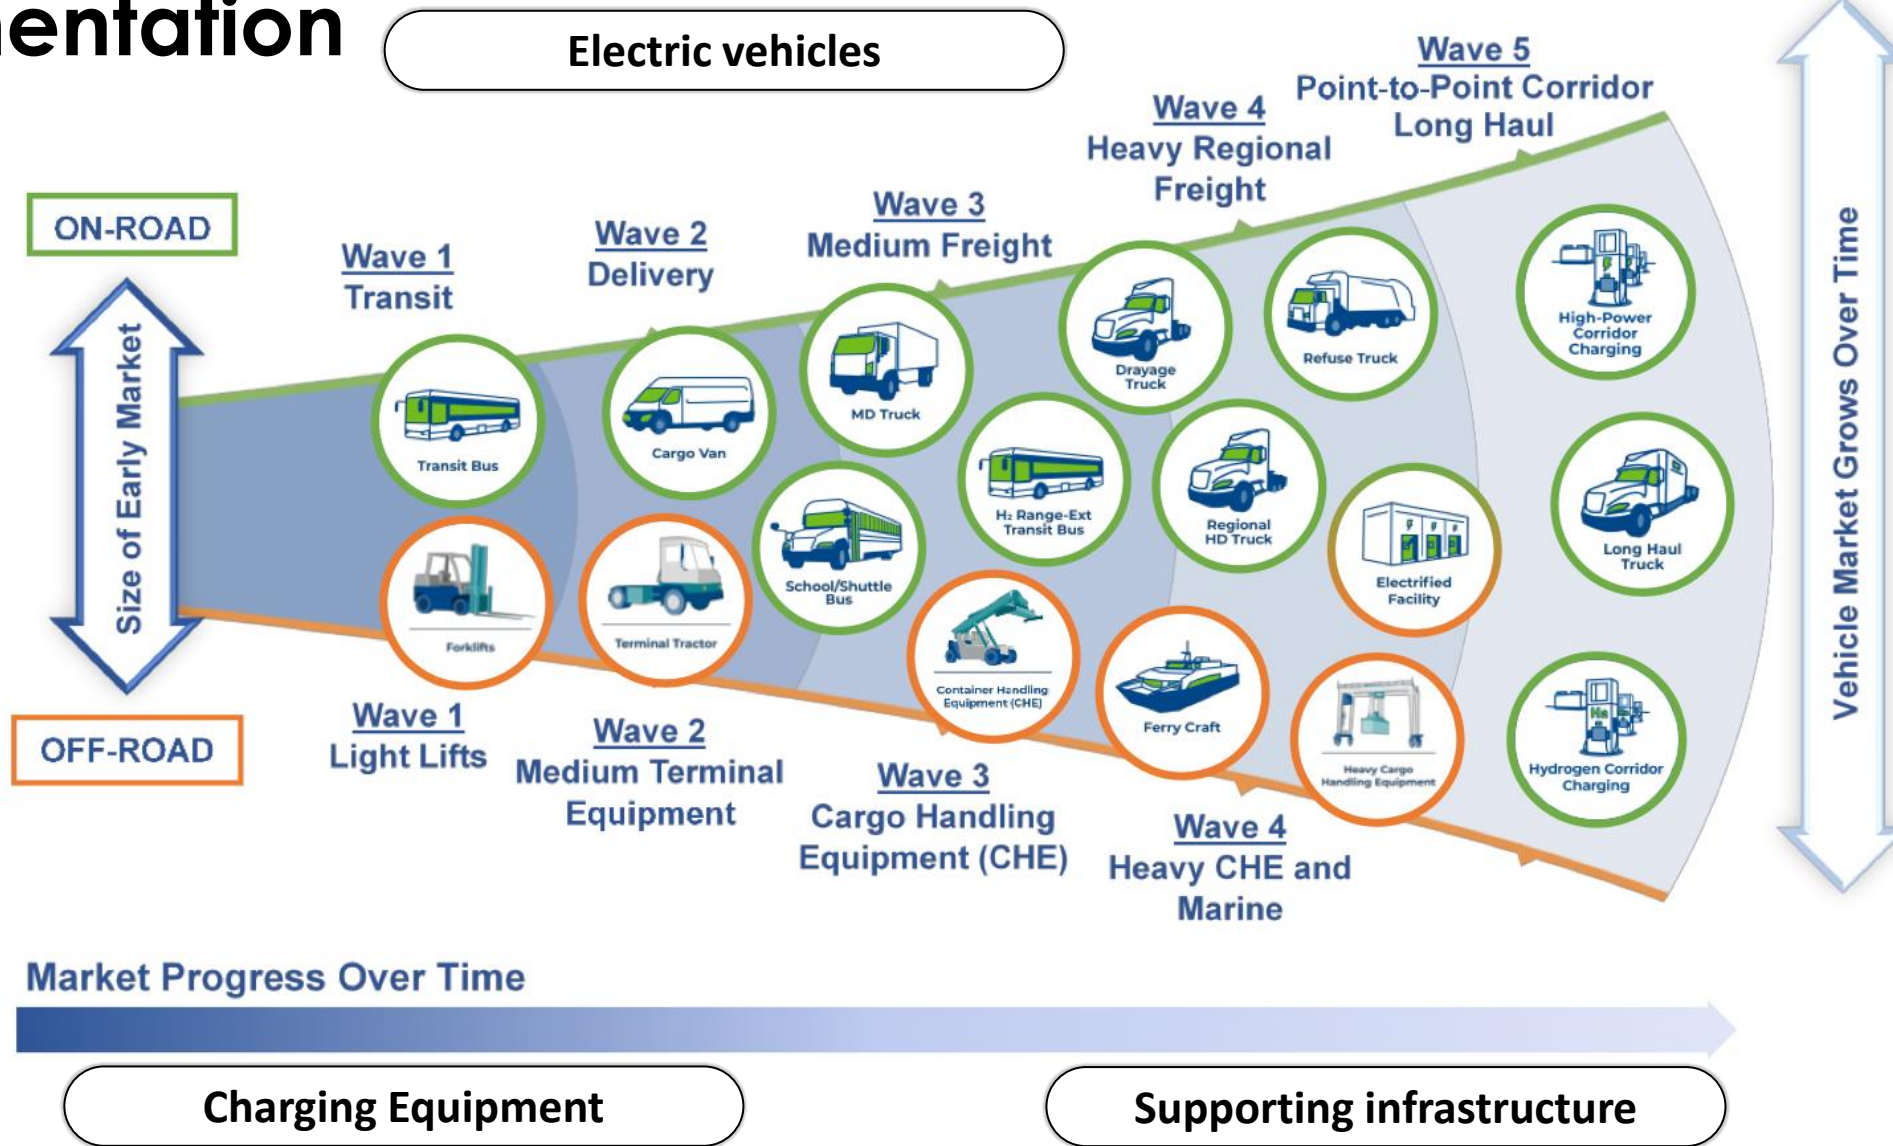 entation
Electric vehicles
Wave 5
Point-to-Point Corridor
Long Haul
Wave 4
Heavy Regional
Freight
Wave 3
Medium Freight
Wave 2
Delivery
Wave 1
Transit
ON-ROAD
Size of Early Market
OFF-ROAD
Transit Bus
Forklifts
Cargo Van
Terminal Tractor
MD Truck
School/Shuttle
Bus
H₂ Range-Ext
Transit Bus
Container Handling
Equipment (CHE)
Drayage
Truck
Regional
HD Truck
Ferry Craft
Refuse Truck
Electrified
Facility
Heavy Cargo
Handling Equipment
High-Power
Corridor
Charging
Long Haul
Truck
H₂
Hydrogen Corridor
Charging
Vehicle Market Grows Over Time
Wave 1
Light Lifts
Wave 2
Medium Terminal
Equipment
Wave 3
Cargo Handling
Equipment (CHE)
Wave 4
Heavy CHE and
Marine
Market Progress Over Time
Charging Equipment
Supporting infrastructure